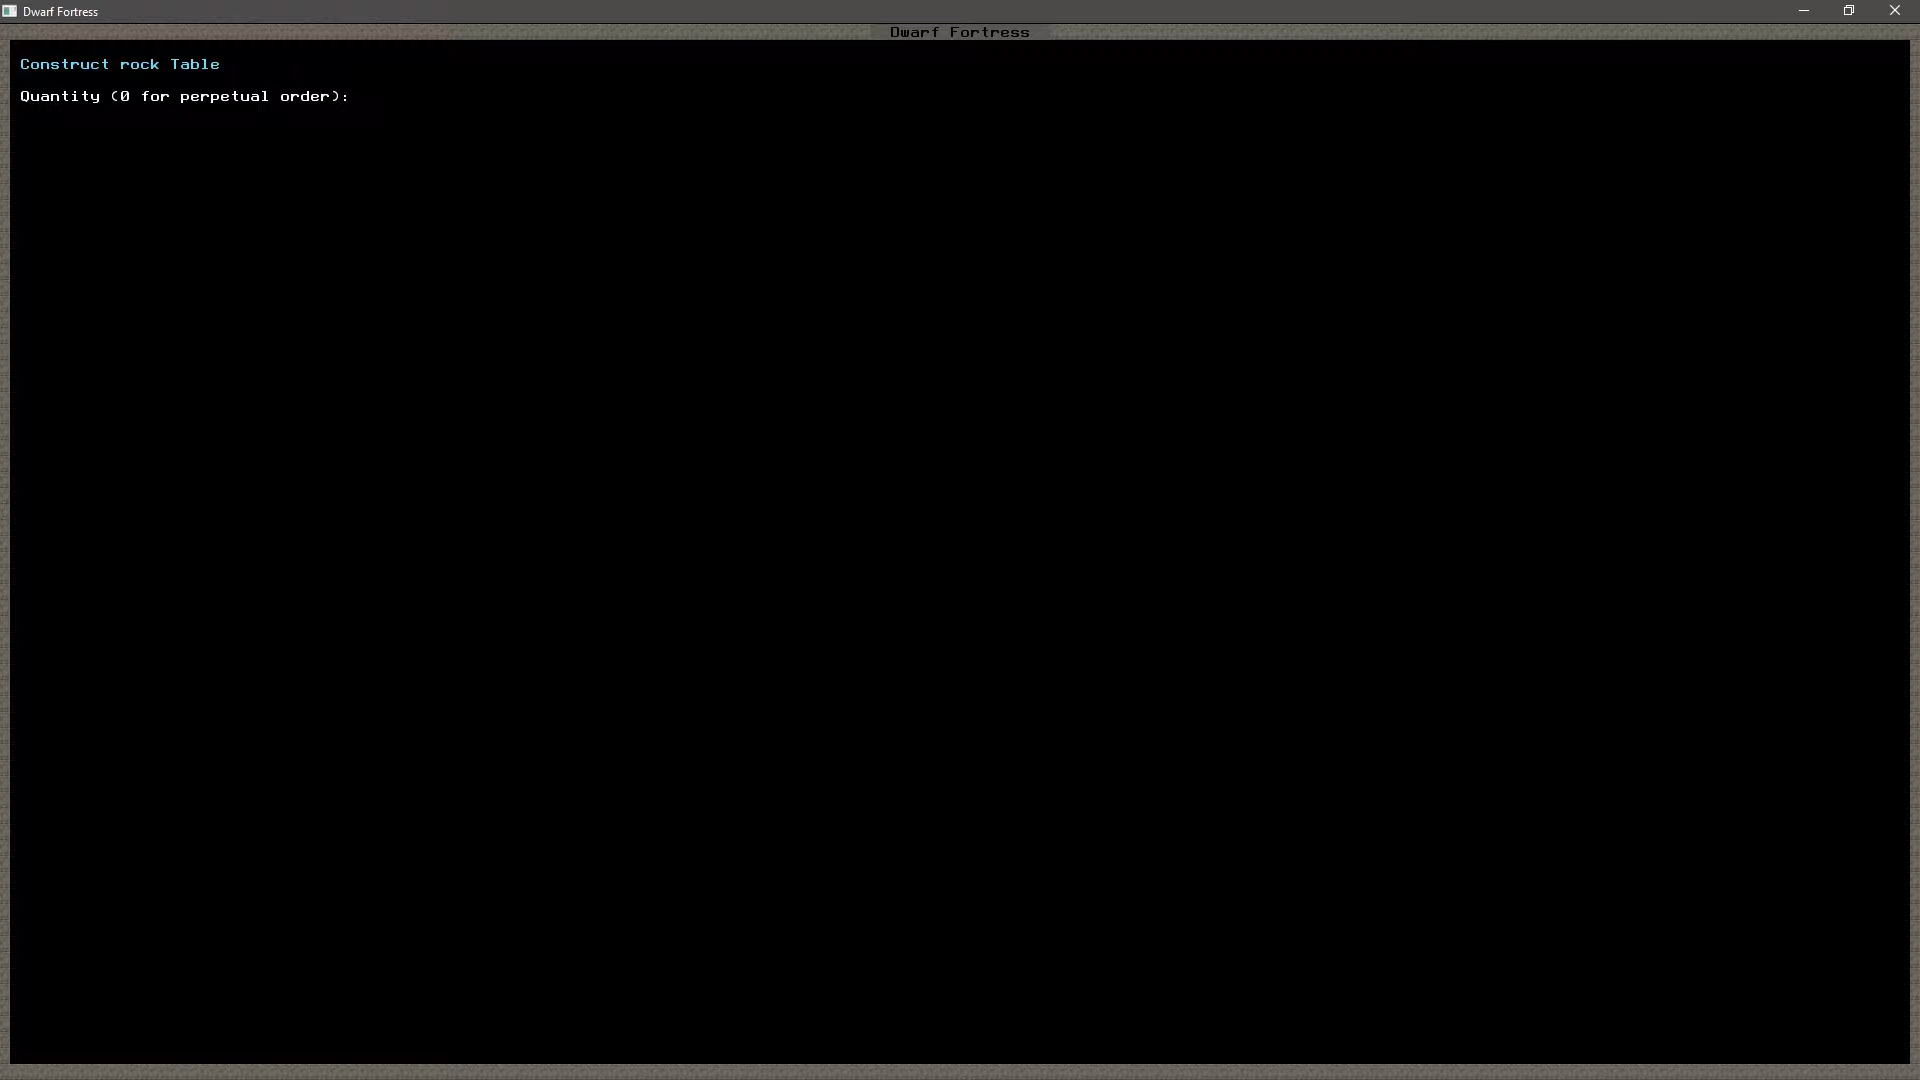 Dwarf Fortress
Dwarf Fortress
Construct rock Table
Quantity (0 for perpetual order):